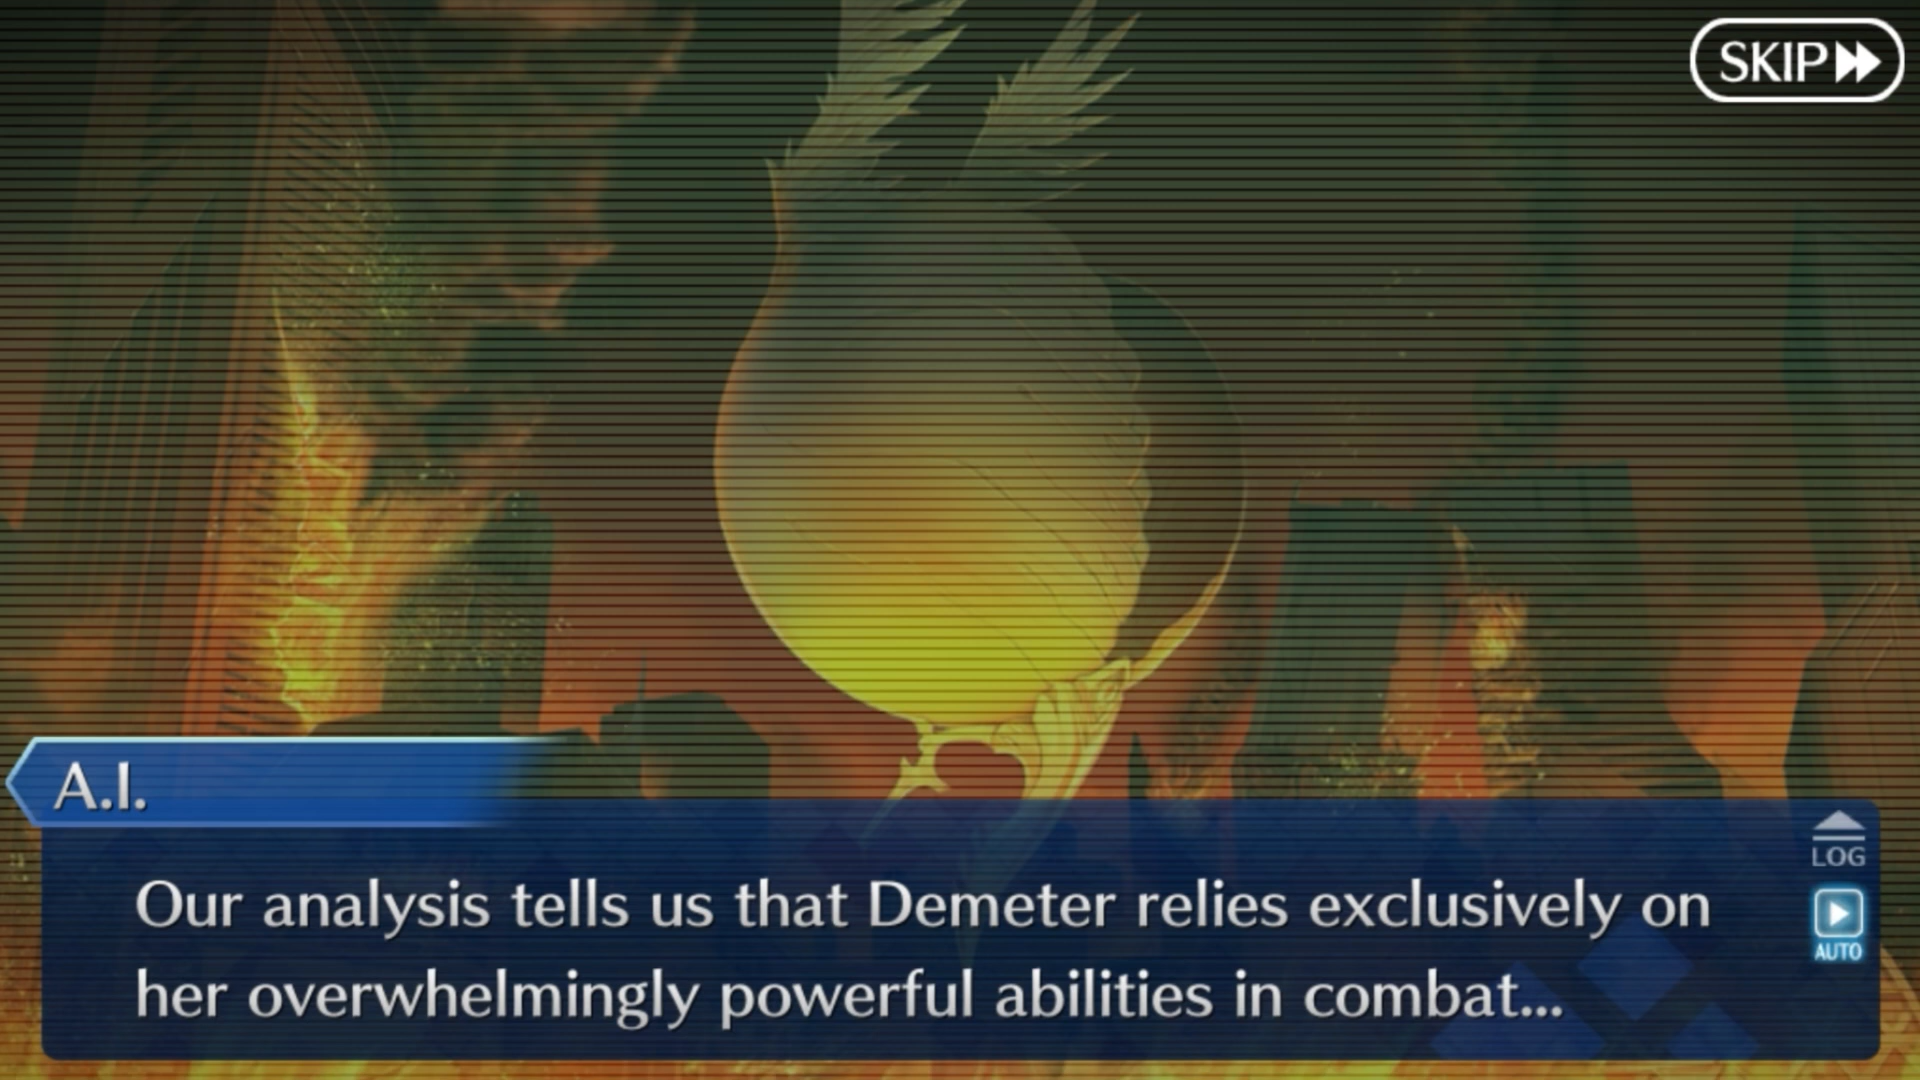 SKIP
A.I.
LOG
Our analysis tells us that Demeter relies exclusively on
AUTO
her overwhelmingly powerful abilities in combat...